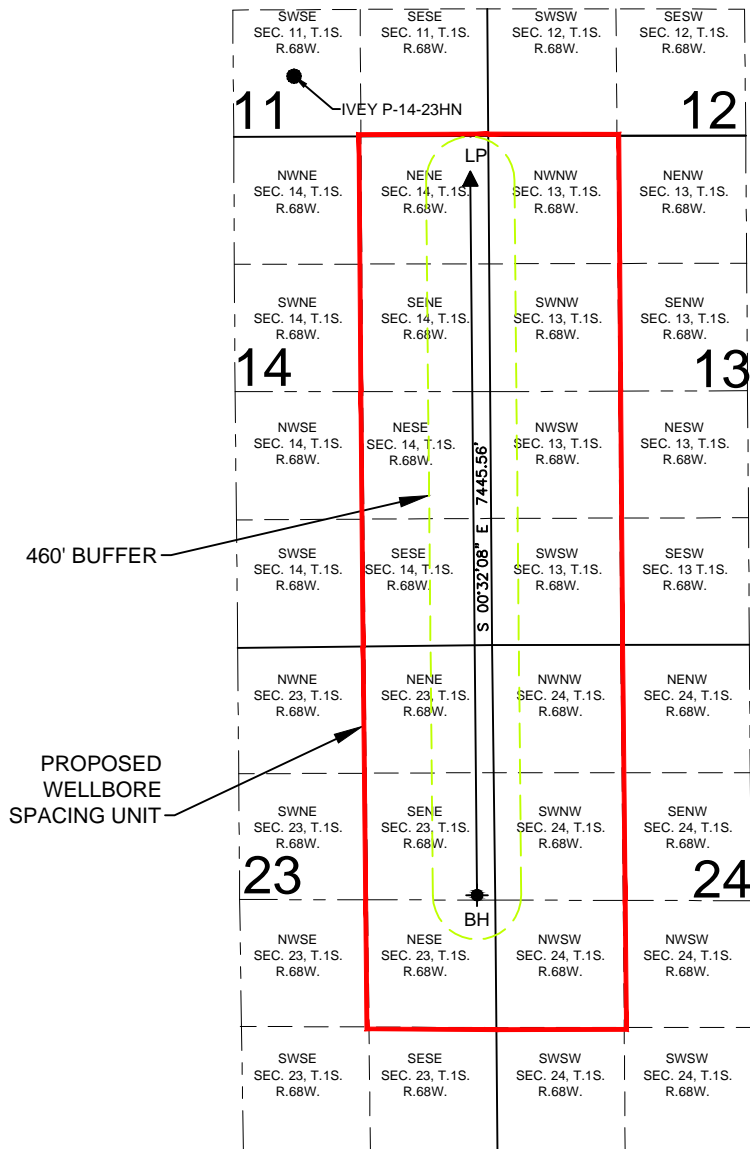 SWSE
SEC. 11, T.1S.
R.68W.
SESE
SEC. 11, T.1S.
R.68W.
SWSW
SEC. 12, T.1S.
R.68W.
SESW
SEC. 12, T.1S.
R.68W.
11
IVEY P-14-23HN
12
LP
NWNE
SEC. 14, T.1S.
R.68W.
NENE
SEC. 14, T.1S.
R.68W.
NWNW
SEC. 13, T.1S.
R.68W.
NENW
SEC. 13, T.1S.
R.68W.
SWNE
SEC. 14, T.1S.
R.68W.
SENE
SEC. 14, T.1S.
R.68W.
SWNW
SEC. 13, T.1S.
R.68W.
SENW
SEC. 13, T.1S.
R.68W.
14
13
NWSE
SEC. 14, T.1S.
R.68W.
NESE
SEC. 14, T.1S.
R.68W.
NWSW
SEC. 13, T.1S.
R.68W.
NESW
SEC. 13, T.1S.
R.68W.
S 00°32'08" E 7445.56'
460' BUFFER
SWSE
SEC. 14, T.1S.
R.68W.
SESE
SEC. 14, T.1S.
R.68W.
SWSW
SEC. 13, T.1S.
R.68W.
SESW
SEC. 13 T.1S.
R.68W.
NWNE
SEC. 23, T.1S.
R.68W.
NENE
SEC. 23, T.1S.
R.68W.
NWNW
SEC. 24, T.1S.
R.68W.
NENW
SEC. 24, T.1S.
R.68W.
PROPOSED
WELLBORE
SPACING UNIT
SWNE
SEC. 23, T.1S.
R.68W.
SENE
SEC. 23, T.1S.
R.68W.
SWNW
SEC. 24, T.1S.
R.68W.
SENW
SEC. 24, T.1S.
R.68W.
23
24
BH
NWSE
SEC. 23, T.1S.
R.68W.
NESE
SEC. 23, T.1S.
R.68W.
NWSW
SEC. 24, T.1S.
R.68W.
NWSW
SEC. 24, T.1S.
R.68W.
SWSE
SEC. 23, T.1S.
R.68W.
SESE
SEC. 23, T.1S.
R.68W.
SWSW
SEC. 24, T.1S.
R.68W.
SWSW
SEC. 24, T.1S.
R.68W.